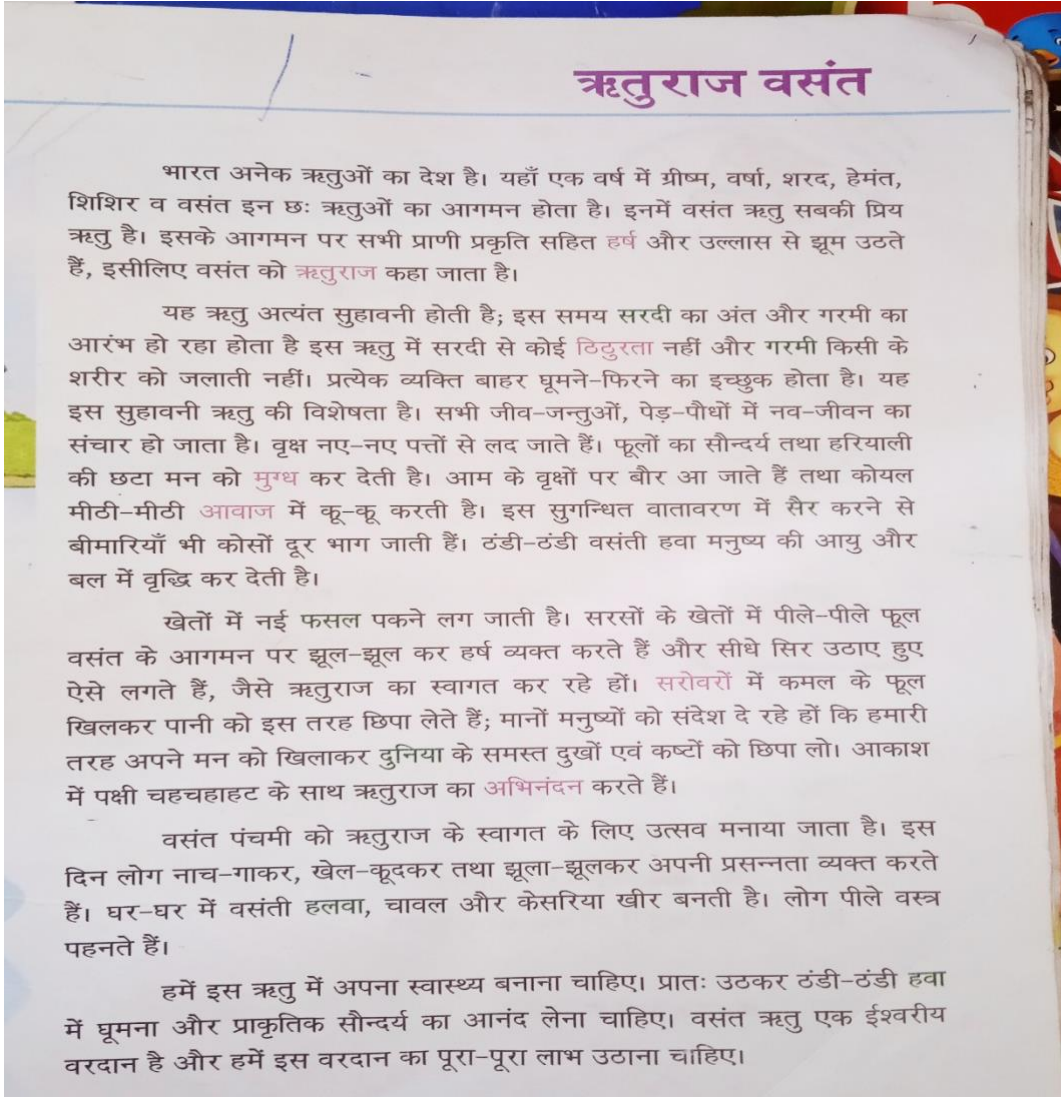 ऋतुराज वसंत
भारत अनेक ऋतुओं का देश है। यहाँ एक वर्ष में ग्रीष्म, वर्षा, शरद, हेमंत,
शिशिर व वसंत इन छः ऋतुओं का आगमन होता है। इनमें वसंत ऋतु सबकी प्रिय
ऋतु है। इसके आगमन पर सभी प्राणी प्रकृति सहित हर्ष और उल्लास से झूम उठते
हैं, इसीलिए वसंत को ऋतुराज कहा जाता है।
यह ऋतु अत्यंत सुहावनी होती है; इस समय सरदी का अंत और गरमी का
आरंभ हो रहा होता है इस ऋतु में सरदी से कोई ठिठुरता नहीं और गरमी किसी के
शरीर को जलाती नहीं। प्रत्येक व्यक्ति बाहर घूमने-फिरने का इच्छुक होता है। यह
इस सुहावनी ऋतु की विशेषता है। सभी जीव-जन्तुओं, पेड़-पौधों में नव-जीवन का
संचार हो जाता है। वृक्ष नए-नए पत्तों से लद जाते हैं। फूलों का सौन्दर्य तथा हरियाली
की छटा मन को मुग्ध कर देती है। आम के वृक्षों पर बौर आ जाते हैं तथा कोयल
मीठी-मीठी आवाज में कू-कू करती है। इस सुगन्धित वातावरण में सैर करने से
बीमारियाँ भी कोसों दूर भाग जाती हैं। ठंडी-ठंडी वसंती हवा मनुष्य की आयु और
बल में वृद्धि कर देती है।
खेतों में नई फसल पकने लग जाती है। सरसों के खेतों में पीले-पीले फूल
वसंत के आगमन पर झूल-झूल कर हर्ष व्यक्त करते हैं और सीधे सिर उठाए हुए
ऐसे लगते हैं, जैसे ऋतुराज का स्वागत कर रहे हों। सरोवरों में कमल के फूल
खिलकर पानी को इस तरह छिपा लेते हैं; मानों मनुष्यों को संदेश दे रहे हों कि हमारी
तरह अपने मन को खिलाकर दुनिया के समस्त दुखों एवं कष्टों को छिपा लो। आकाश
में पक्षी चहचहाहट के साथ ऋतुराज का अभिनंदन करते हैं।
वसंत पंचमी को ऋतुराज के स्वागत के लिए उत्सव मनाया जाता है। इस
दिन लोग नाच-गाकर, खेल-कूदकर तथा झूला-झूलकर अपनी प्रसन्नता व्यक्त करते
हैं। घर-घर में वसंती हलवा, चावल और केसरिया खीर बनती है। लोग पीले वस्त्र
पहनते हैं।
हमें इस ऋतु में अपना स्वास्थ्य बनाना चाहिए। प्रातः उठकर ठंडी-ठंडी हवा
में घूमना और प्राकृतिक सौन्दर्य का आनंद लेना चाहिए। वसंत ऋतु एक ईश्वरीय
वरदान है और हमें इस वरदान का पूरा-पूरा लाभ उठाना चाहिए।